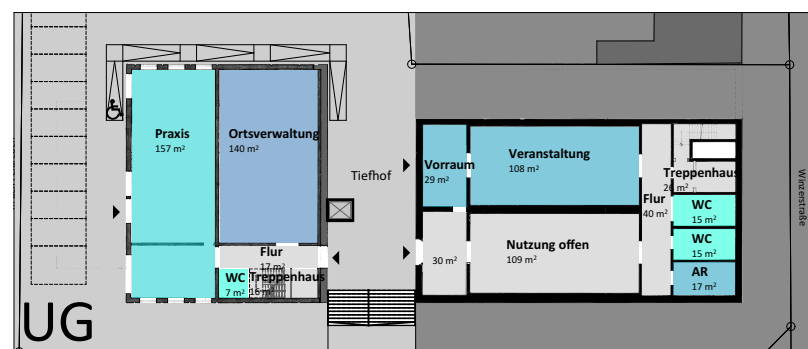 Praxis
157 m²
Ortsverwaltung
140 m²
Tiefhof
Vorraum
29 m²
Veranstaltung
108 m²
Treppenhaus
26 m²
Flur
40 m²
WC
15 m²
WC
15 m²
AR
17 m²
30 m²
Nutzung offen
109 m²
Flur
17 m²
WC
7 m²
Treppenhaus
16 m²
Winzerstraße
UG